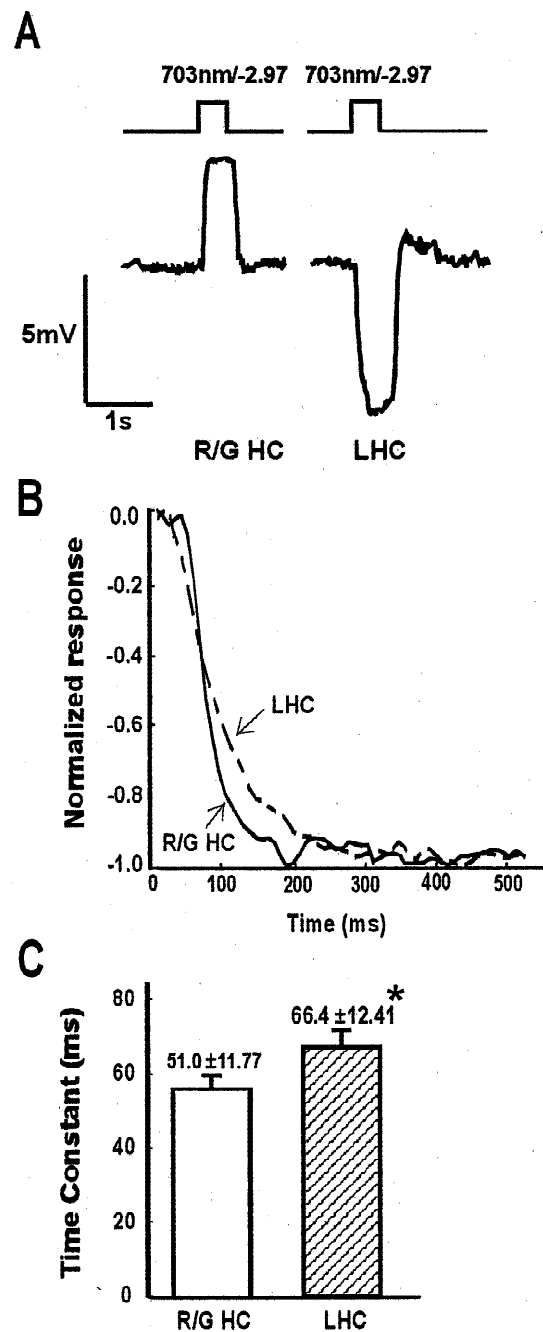 A
703nm/-2.97 703nm/-2.97
5mV
1s
R/G HC LHC
B
Normalized response
0.0
-0.2
-0.4
-0.6
-0.8
-1.0
LHC
R/G HC
0 100 200 300 400 500
Time (ms)
C
Time Constant (ms)
80
60
40
20
0
51.0 ±11.77
66.4 ±12.41*
R/G HC LHC